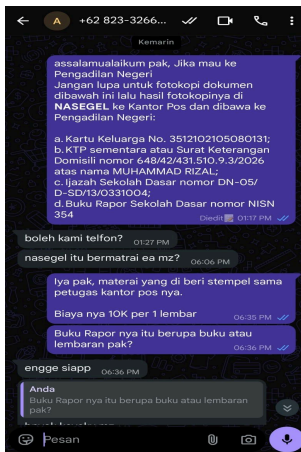 A +62 823-3266...
Kemarin
assalamualaikum pak, Jika mau ke
Pengadilan Negeri
Jangan lupa untuk fotokopi dokumen
dibawah ini lalu hasil fotokopinya di
NASEGEL ke Kantor Pos dan dibawa ke
Pengadilan Negeri:
a. Kartu Keluarga No. 3512102105080131;
b. KTP sementara atau Surat Keterangan
Domisili nomor 648/42/431.510.9.3/2026
atas nama MUHAMMAD RIZAL;
c. Ijazah Sekolah Dasar nomor DN-05/
D-SD/13/0331004;
d. Buku Rapor Sekolah Dasar nomor NISN
354
Diedit 01:17 PM
boleh kami telfon? 01:27 PM
nasegel itu bermatrai ea mz? 06:06 PM
Iya pak, materai yang di beri stempel sama
petugas kantor pos nya.
Biaya nya 10K per 1 lembar 06:35 PM
Buku Rapor nya itu berupa buku atau
lembaran pak? 06:36 PM
engge siapp 06:36 PM
Anda
Buku Rapor nya itu berupa buku atau lembaran
pak?
Pesan